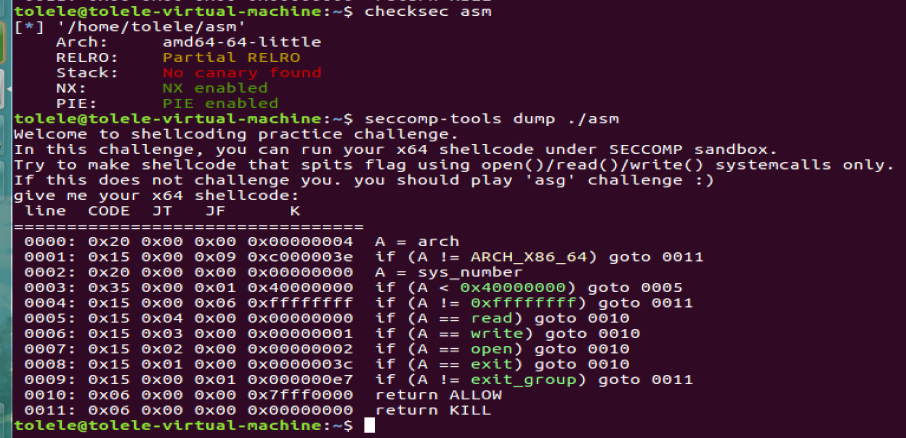 tolele@tolele-virtual-machine:~$ checksec asm
[*] '/home/tolele/asm'
    Arch:     amd64-64-little
    RELRO:    Partial RELRO
    Stack:    No canary found
    NX:       NX enabled
    PIE:      PIE enabled
tolele@tolele-virtual-machine:~$ seccomp-tools dump ./asm
Welcome to shellcoding practice challenge.
In this challenge, you can run your x64 shellcode under SECCOMP sandbox.
Try to make shellcode that spits flag using open()/read()/write() systemcalls only.
If this does not challenge you. you should play 'asg' challenge :)
give me your x64 shellcode:
 line  CODE  JT   JF      K
=================================
 0000: 0x20 0x00 0x00 0x00000004  A = arch
 0001: 0x15 0x00 0x09 0xc000003e  if (A != ARCH_X86_64) goto 0011
 0002: 0x20 0x00 0x00 0x00000000  A = sys_number
 0003: 0x35 0x00 0x01 0x40000000  if (A < 0x40000000) goto 0005
 0004: 0x15 0x00 0x06 0xffffffff  if (A != 0xffffffff) goto 0011
 0005: 0x15 0x04 0x00 0x00000000  if (A == read) goto 0010
 0006: 0x15 0x03 0x00 0x00000001  if (A == write) goto 0010
 0007: 0x15 0x02 0x00 0x00000002  if (A == open) goto 0010
 0008: 0x15 0x01 0x00 0x0000003c  if (A == exit) goto 0010
 0009: 0x15 0x00 0x01 0x000000e7  if (A != exit_group) goto 0011
 0010: 0x06 0x00 0x00 0x7fff0000  return ALLOW
 0011: 0x06 0x00 0x00 0x00000000  return KILL
tolele@tolele-virtual-machine:~$